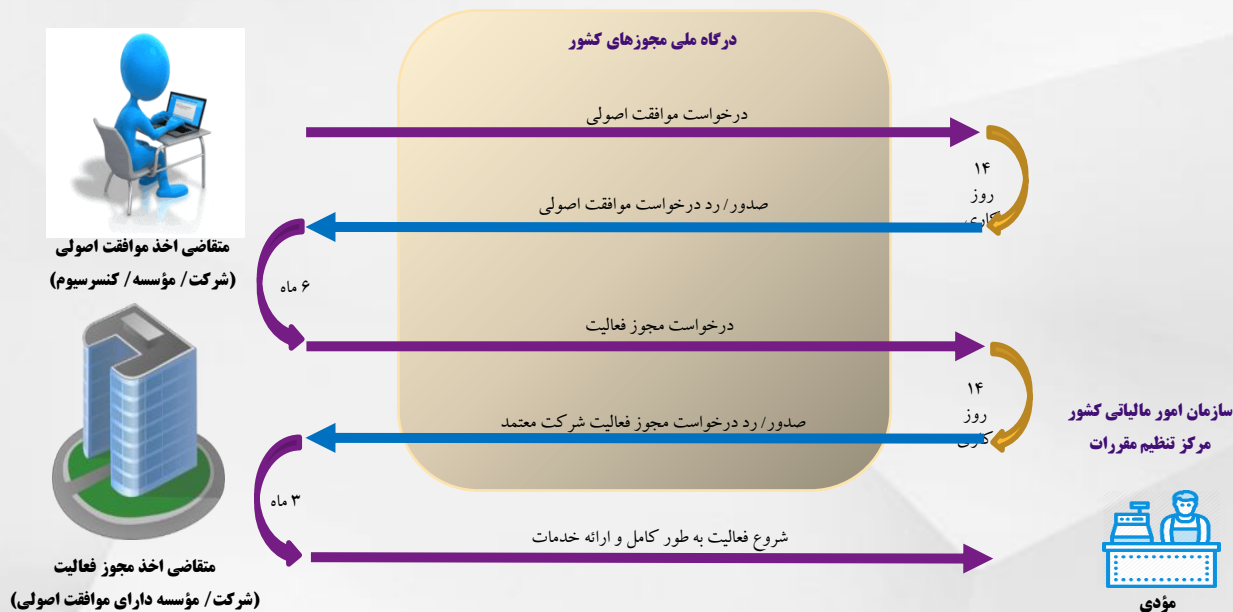 درگاه ملی مجوزهای کشور
درخواست موافقت اصولی
۱۴
روز
کاری
صدور/ رد درخواست موافقت اصولی
متقاضی اخذ موافقت اصولی
(شرکت/ مؤسسه/ کنسرسیوم)
۶ ماه
درخواست مجوز فعالیت
۱۴
روز
کاری
سازمان امور مالیاتی کشور
مرکز تنظیم مقررات
صدور/ رد درخواست مجوز فعالیت شرکت معتمد
۳ ماه
شروع فعالیت به طور کامل و ارائه خدمات
متقاضی اخذ مجوز فعالیت
(شرکت/ مؤسسه دارای موافقت اصولی)
مؤدی